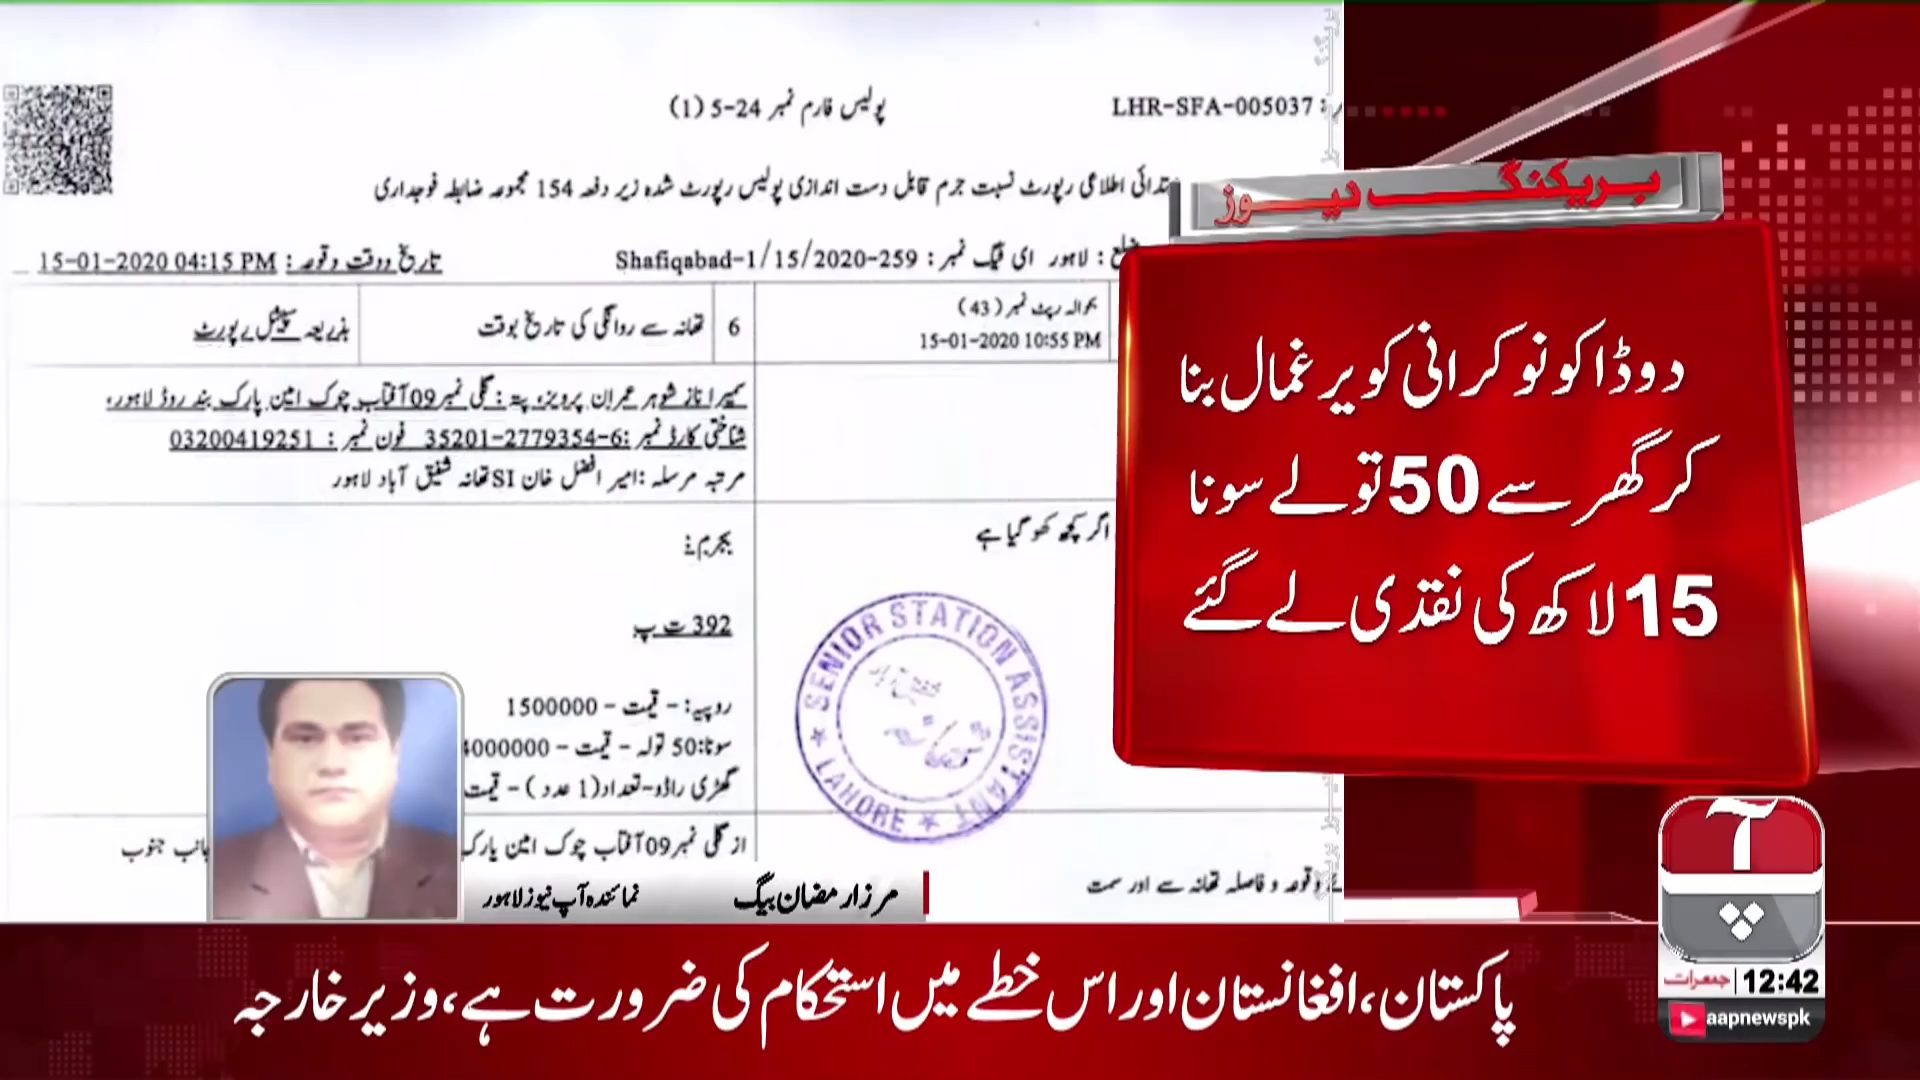 پولیس فارم نمبر 24-5 (1)
LHR-SFA-005037 :
ابتدائی اطلاعی رپورٹ نسبت جرم قابل دست اندازی پولیس رپورٹ شدہ زیر دفعہ 154 مجموعہ ضابطہ فوجداری
ضلع : لاہور ای ٹیگ نمبر : Shafiqabad-1/15/2020-259
تاریخ ووقت وقوعہ : 15-01-2020 04:15 PM
بحوالہ رپٹ نمبر (43)
15-01-2020 10:55 PM
6
تھانہ سے روانگی کی تاریخ بوقت
بذریعہ سپیشل رپورٹ
سمیرا ناز شوہر عمران پرویز، پتہ : گلی نمبر 09 آفتاب چوک امین پارک بند روڈ لاہور،
شناختی کارڈ نمبر : 35201-2779354-6 فون نمبر : 03200419251
مرتبہ مرسلہ : امیر افضل خان SI تھانہ شفیق آباد لاہور
اگر کچھ کھو گیا ہے
بجرم :
392 ت پ
روپیہ : - قیمت - 1500000
سونا:50 تولہ - قیمت - 4000000
گھڑی راڈو-تعداد(1 عدد ) - قیمت
SENIOR STATION ASSISTANT
شفیق آباد
★ LAHORE ★
از گلی نمبر 09 آفتاب چوک امین پارک
جانب جنوب
وقوعہ و فاصلہ تھانہ سے اور سمت
بریکنگ نیوز
دو ڈاکو نوکرانی کو یرغمال بنا
کر گھر سے 50 تولے سونا
15 لاکھ کی نقدی لے گئے
مرزا رمضان بیگ
نمائندہ آپ نیوز لاہور
پاکستان، افغانستان اور اس خطے میں استحکام کی ضرورت ہے، وزیر خارجہ
آپ
جمعرات | 12:42
aapnewspk